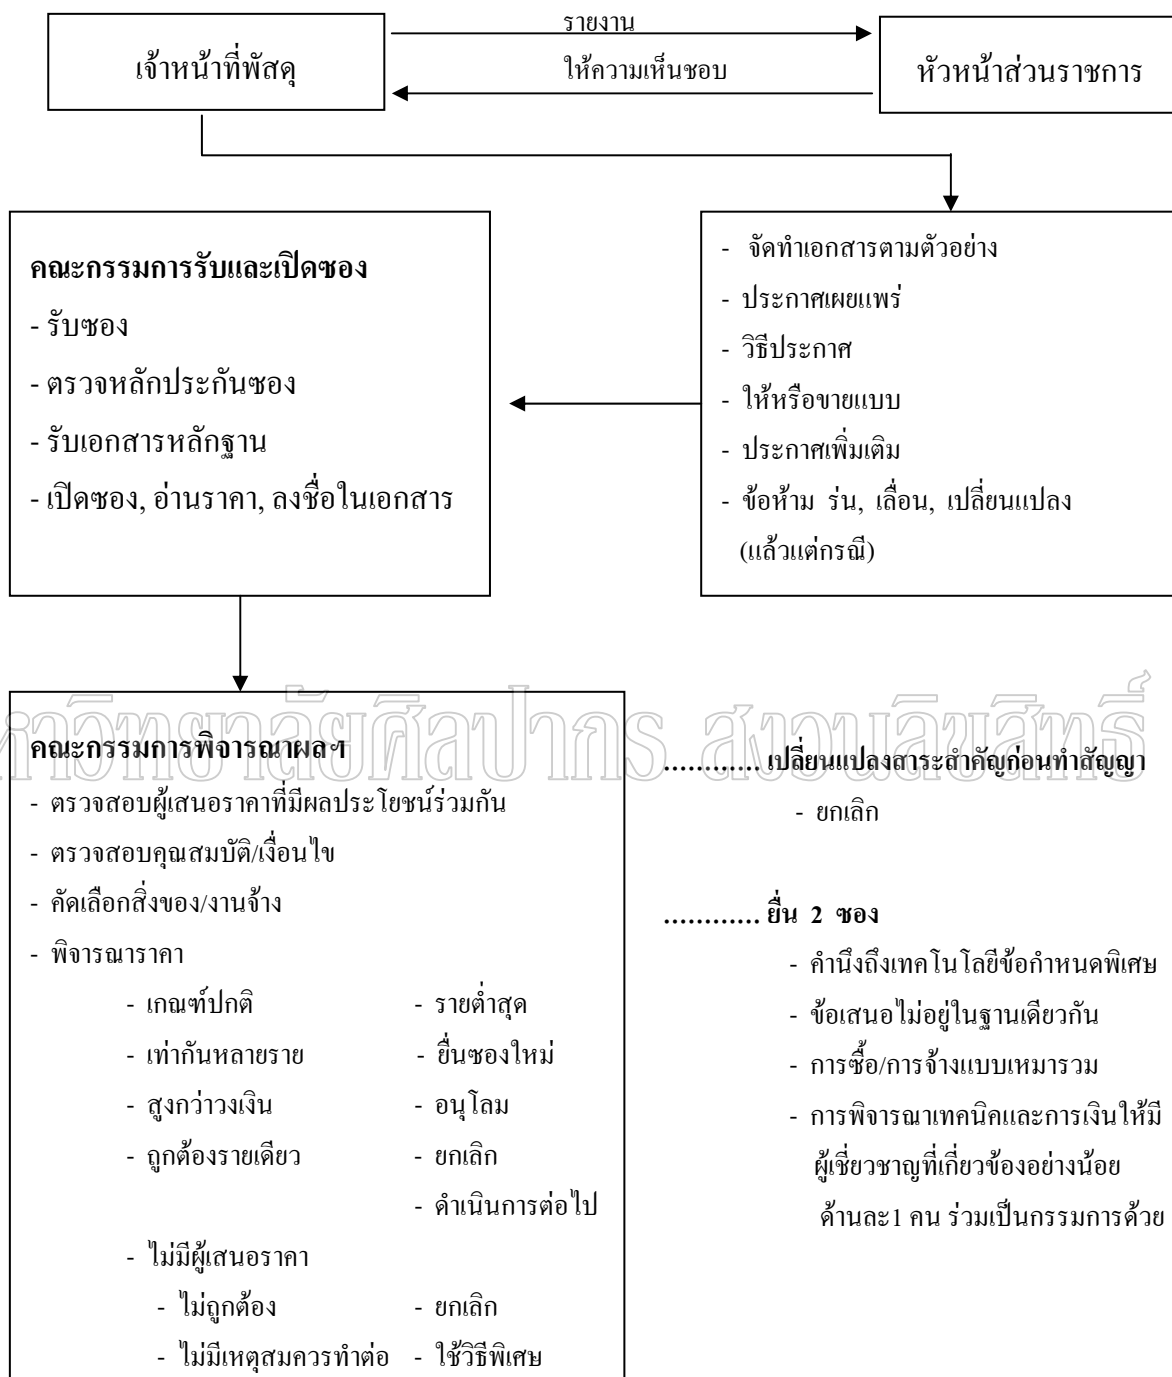 รายงาน
เจ้าหน้าที่พัสดุ
ให้ความเห็นชอบ
หัวหน้าส่วนราชการ
คณะกรรมการรับและเปิดซอง
- รับซอง
- ตรวจหลักประกันซอง
- รับเอกสารหลักฐาน
- เปิดซอง, อ่านราคา, ลงชื่อในเอกสาร
- จัดทำเอกสารตามตัวอย่าง
- ประกาศเผยแพร่
- วิธีประกาศ
- ให้หรือขายแบบ
- ประกาศเพิ่มเติม
- ข้อห้าม ร่น, เลื่อน, เปลี่ยนแปลง
(แล้วแต่กรณี)
หาวิทยาลัยศิลปากร สงวนลิขสิทธิ์
คณะกรรมการพิจารณาผลฯ
- ตรวจสอบผู้เสนอราคาที่มีผลประโยชน์ร่วมกัน
- ตรวจสอบคุณสมบัติ/เงื่อนไข
- คัดเลือกสิ่งของ/งานจ้าง
- พิจารณาราคา
- เกณฑ์ปกติ - รายต่ำสุด
- เท่ากันหลายราย - ยื่นซองใหม่
- สูงกว่าวงเงิน - อนุโลม
- ถูกต้องรายเดียว - ยกเลิก
- ดำเนินการต่อไป
- ไม่มีผู้เสนอราคา
- ไม่ถูกต้อง - ยกเลิก
- ไม่มีเหตุสมควรทำต่อ - ใช้วิธีพิเศษ
............ เปลี่ยนแปลงสาระสำคัญก่อนทำสัญญา
- ยกเลิก
............ ยื่น 2 ซอง
- คำนึงถึงเทคโนโลยีข้อกำหนดพิเศษ
- ข้อเสนอไม่อยู่ในฐานเดียวกัน
- การซื้อ/การจ้างแบบเหมารวม
- การพิจารณาเทคนิคและการเงินให้มี
ผู้เชี่ยวชาญที่เกี่ยวข้องอย่างน้อย
ด้านละ1 คน ร่วมเป็นกรรมการด้วย